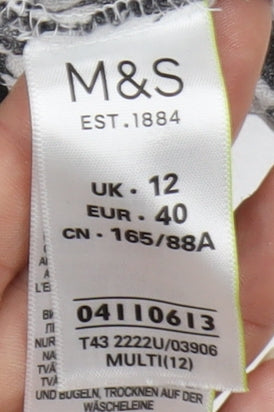 M&S
EST.1884
UK · 12
EUR · 40
CN · 165/88A
04110613
T43 2222U/03906
MULTI(12)
UND BÜGELN, TROCKNEN AUF DER
WÄSCHELEINE